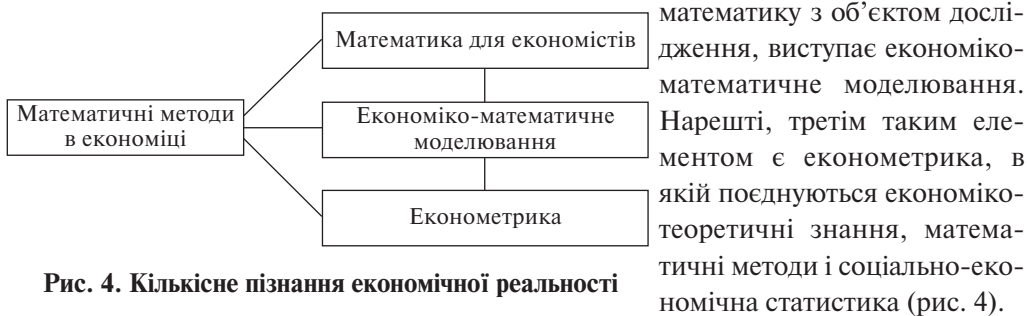 Математика для економістів
Математичні методи
в економіці
Економіко-математичне
моделювання
Економетрика
Рис. 4. Кількісне пізнання економічної реальності
математику з об’єктом дослі-
дження, виступає економіко-
математичне моделювання.
Нарешті, третім таким еле-
ментом є економетрика, в
якій поєднуються економіко-
теоретичні знання, матема-
тичні методи і соціально-еко-
номічна статистика (рис. 4).